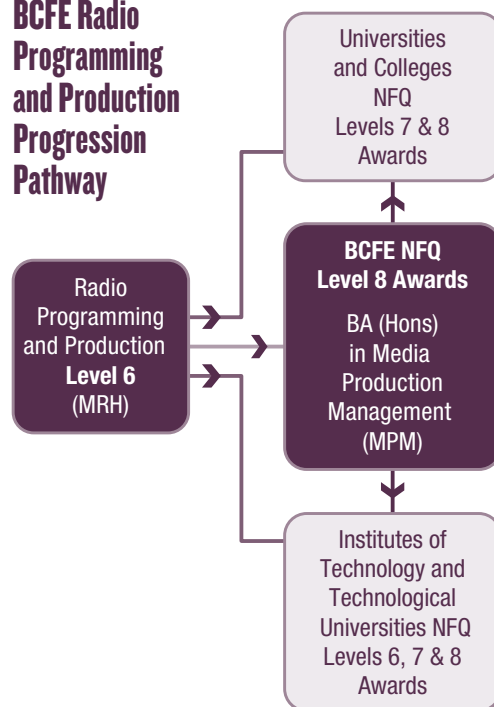 BCFE Radio
Programming
and Production
Progression
Pathway
Universities
and Colleges
NFQ
Levels 7 & 8
Awards
Radio
Programming
and Production
Level 6
(MRH)
BCFE NFQ
Level 8 Awards
BA (Hons)
in Media
Production
Management
(MPM)
Institutes of
Technology and
Technological
Universities NFQ
Levels 6, 7 & 8
Awards